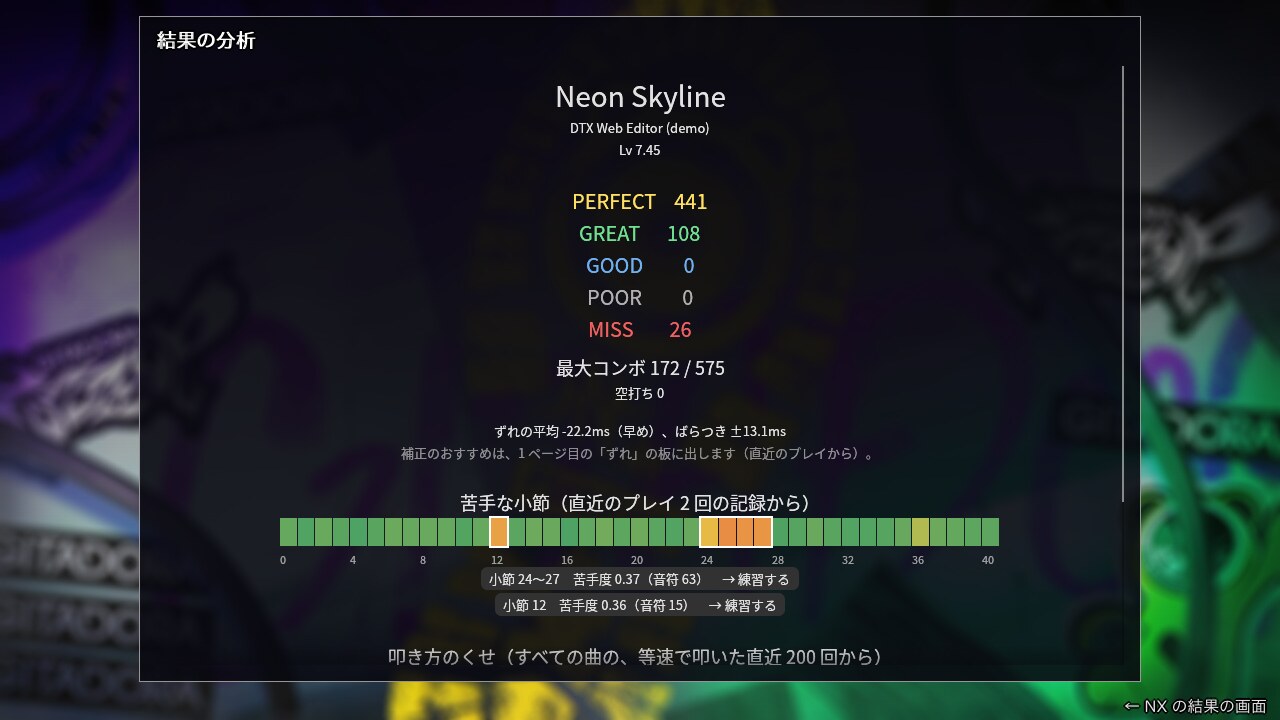 結果の分析
Neon Skyline
DTX Web Editor (demo)
Lv 7.45
PERFECT 441
GREAT 108
GOOD 0
POOR 0
MISS 26
最大コンボ 172 / 575
空打ち 0
ずれの平均 -22.2ms（早め）、ばらつき ±13.1ms
補正のおすすめは、1 ページ目の「ずれ」の板に出します（直近のプレイから）。
苦手な小節（直近のプレイ 2 回の記録から）
0 4 8 12 16 20 24 28 32 36 40
小節 24～27 苦手度 0.37（音符 63） →練習する
小節 12 苦手度 0.36（音符 15） →練習する
叩き方のくせ（すべての曲の、等速で叩いた直近 200 回から）
← NX の結果の画面